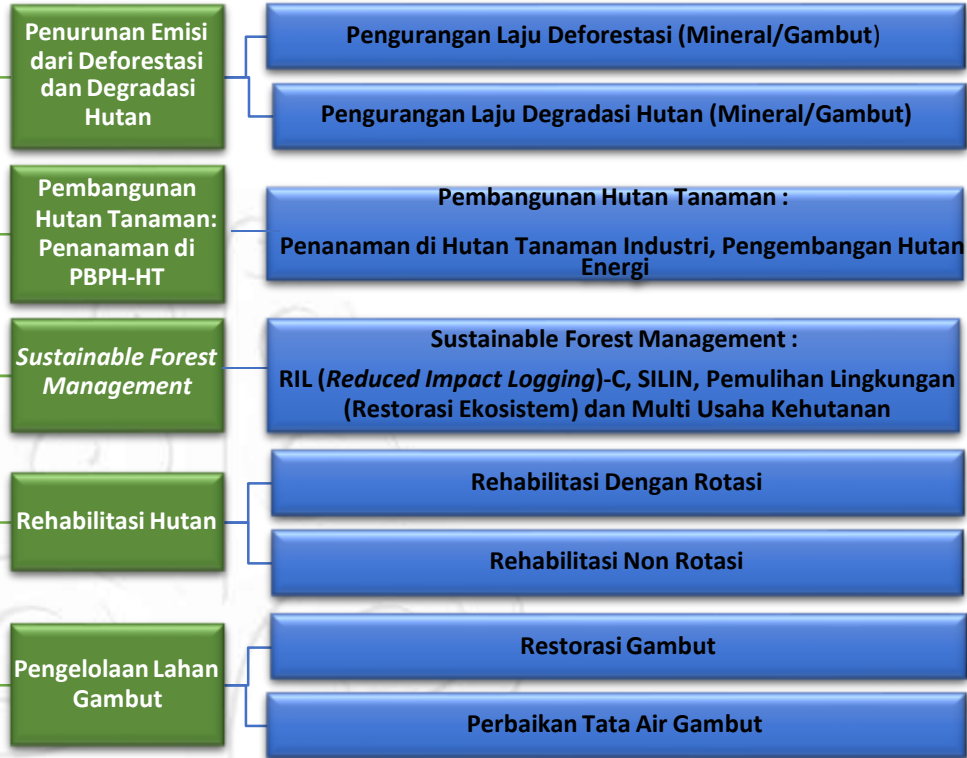 Penurunan Emisi
dari Deforestasi
dan Degradasi
Hutan
Pengurangan Laju Deforestasi (Mineral/Gambut)
Pengurangan Laju Degradasi Hutan (Mineral/Gambut)
Pembangunan
Hutan Tanaman:
Penanaman di
PBPH-HT
Pembangunan Hutan Tanaman :
Penanaman di Hutan Tanaman Industri, Pengembangan Hutan
Energi
Sustainable Forest
Management
Sustainable Forest Management :
RIL (Reduced Impact Logging)-C, SILIN, Pemulihan Lingkungan
(Restorasi Ekosistem) dan Multi Usaha Kehutanan
Rehabilitasi Hutan
Rehabilitasi Dengan Rotasi
Rehabilitasi Non Rotasi
Pengelolaan Lahan
Gambut
Restorasi Gambut
Perbaikan Tata Air Gambut